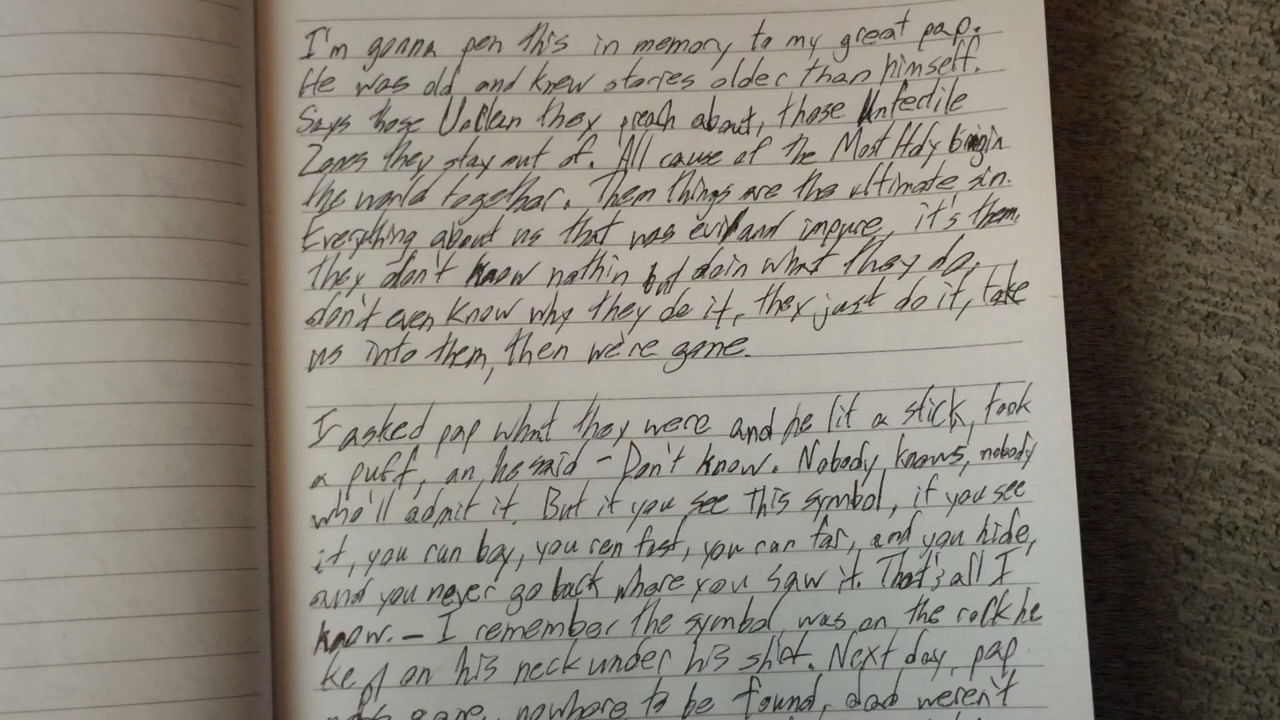 I'm gonna pen this in memory to my great pap.
He was old and knew stories older than himself.
Says those Unclean they preach about, those Unfertile
Zones they stay out of. All cause of the Most Holy bringin
the world together. Them things are the ultimate sin.
Everything about us that was evil and impure, it's them.
they don't know nothin but doin what they do,
don't even know why they do it, they just do it, take
us into them, then we're gone.
I asked pap what they were and he lit a stick, took
a puff, an he said - Don't know. Nobody knows, nobody
who'll admit it. But if you see this symbol, if you see
it, you run boy, you run fast, you run far, and you hide,
and you never go back where you saw it. That's all I
know. - I remember the symbol was on the rock he
kept on his neck under his shirt. Next day, pap
gone, nowhere to be found, dad weren't